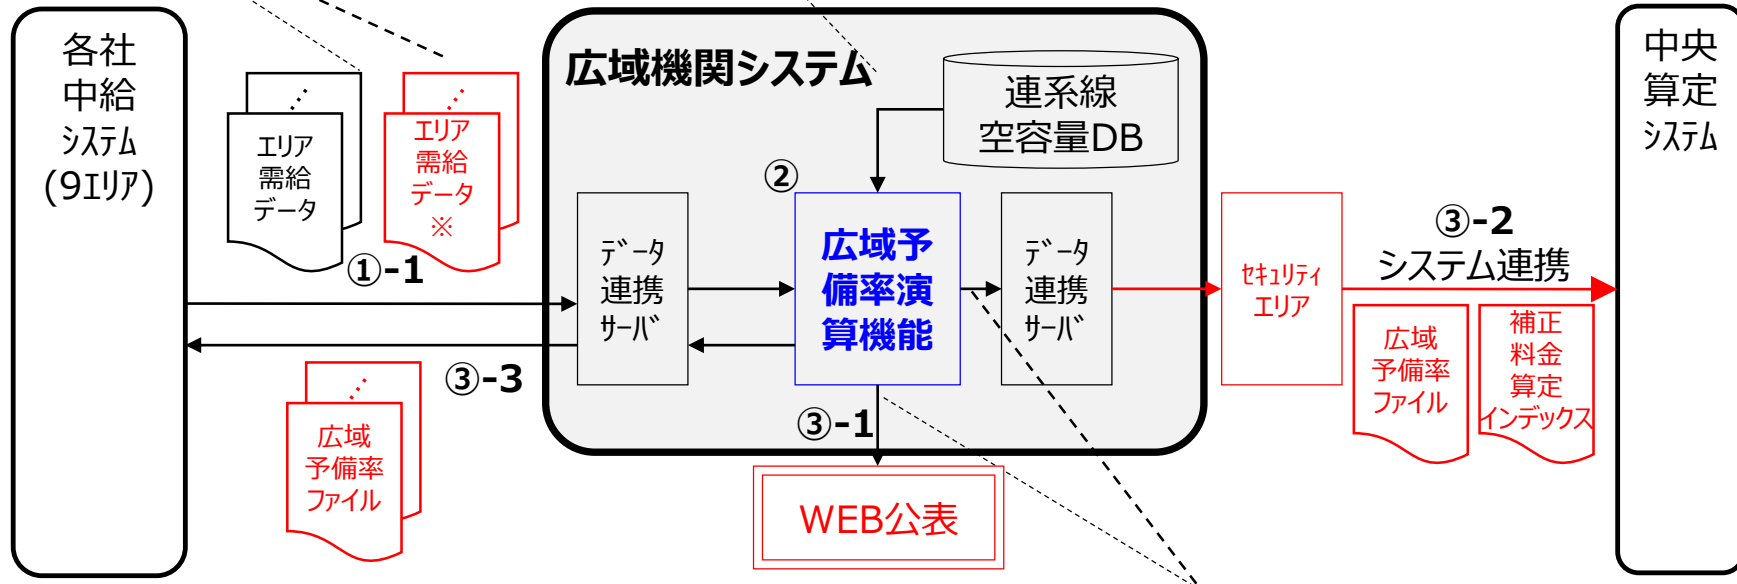 各社
中給
ｼｽﾃﾑ
(9ｴﾘｱ)
⋰
エリア
需給
データ
⋰
エリア
需給
データ
※
①-1
③-3
⋰
広域
予備率
ファイル
広域機関システム
連系線
空容量DB
②
ﾃﾞｰﾀ
連携
ｻｰﾊﾞ
広域予
備率演
算機能
ﾃﾞｰﾀ
連携
ｻｰﾊﾞ
③-1
WEB公表
ｾｷｭﾘﾃｨ
エリア
③-2
システム連携
広域
予備率
ファイル
補正
料金
算定
インデックス
中央
算定
ｼｽﾃﾑ